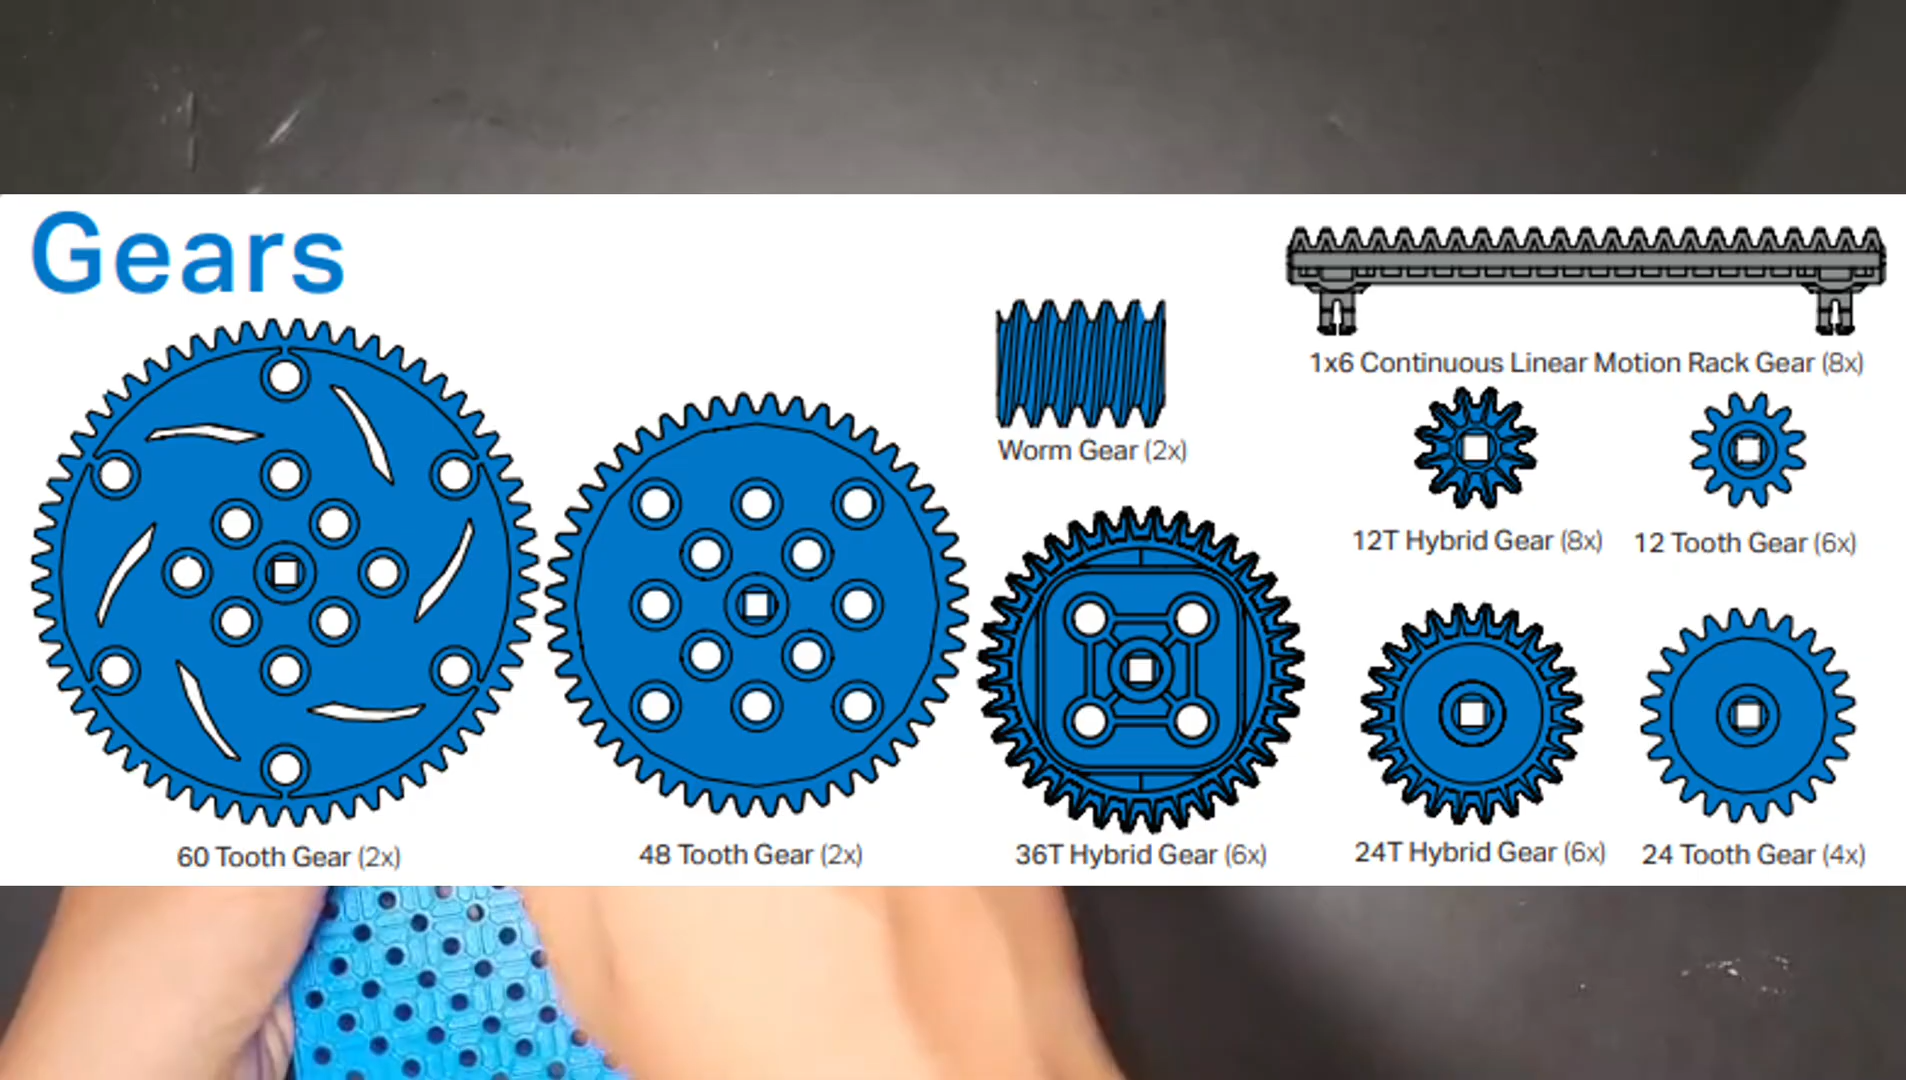 Gears
1x6 Continuous Linear Motion Rack Gear (8x)
Worm Gear (2x)
12T Hybrid Gear (8x)
12 Tooth Gear (6x)
60 Tooth Gear (2x)
48 Tooth Gear (2x)
36T Hybrid Gear (6x)
24T Hybrid Gear (6x)
24 Tooth Gear (4x)